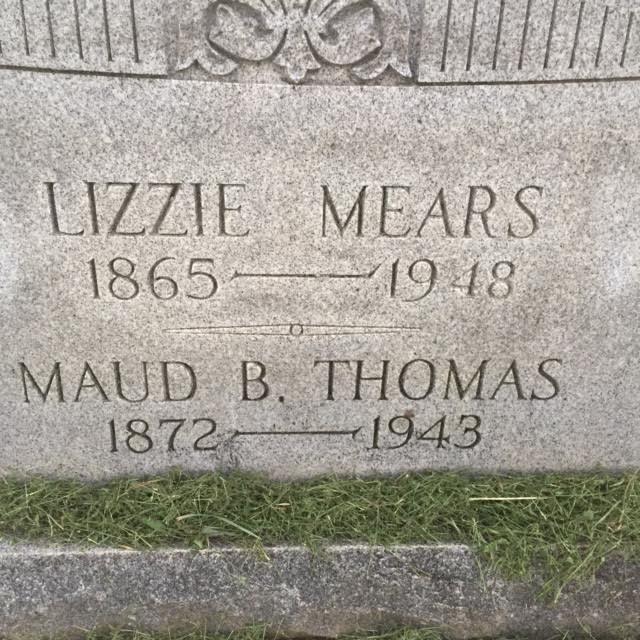 LIZZIE MEARS
1865 — 1948
MAUD B. THOMAS
1872 — 1943